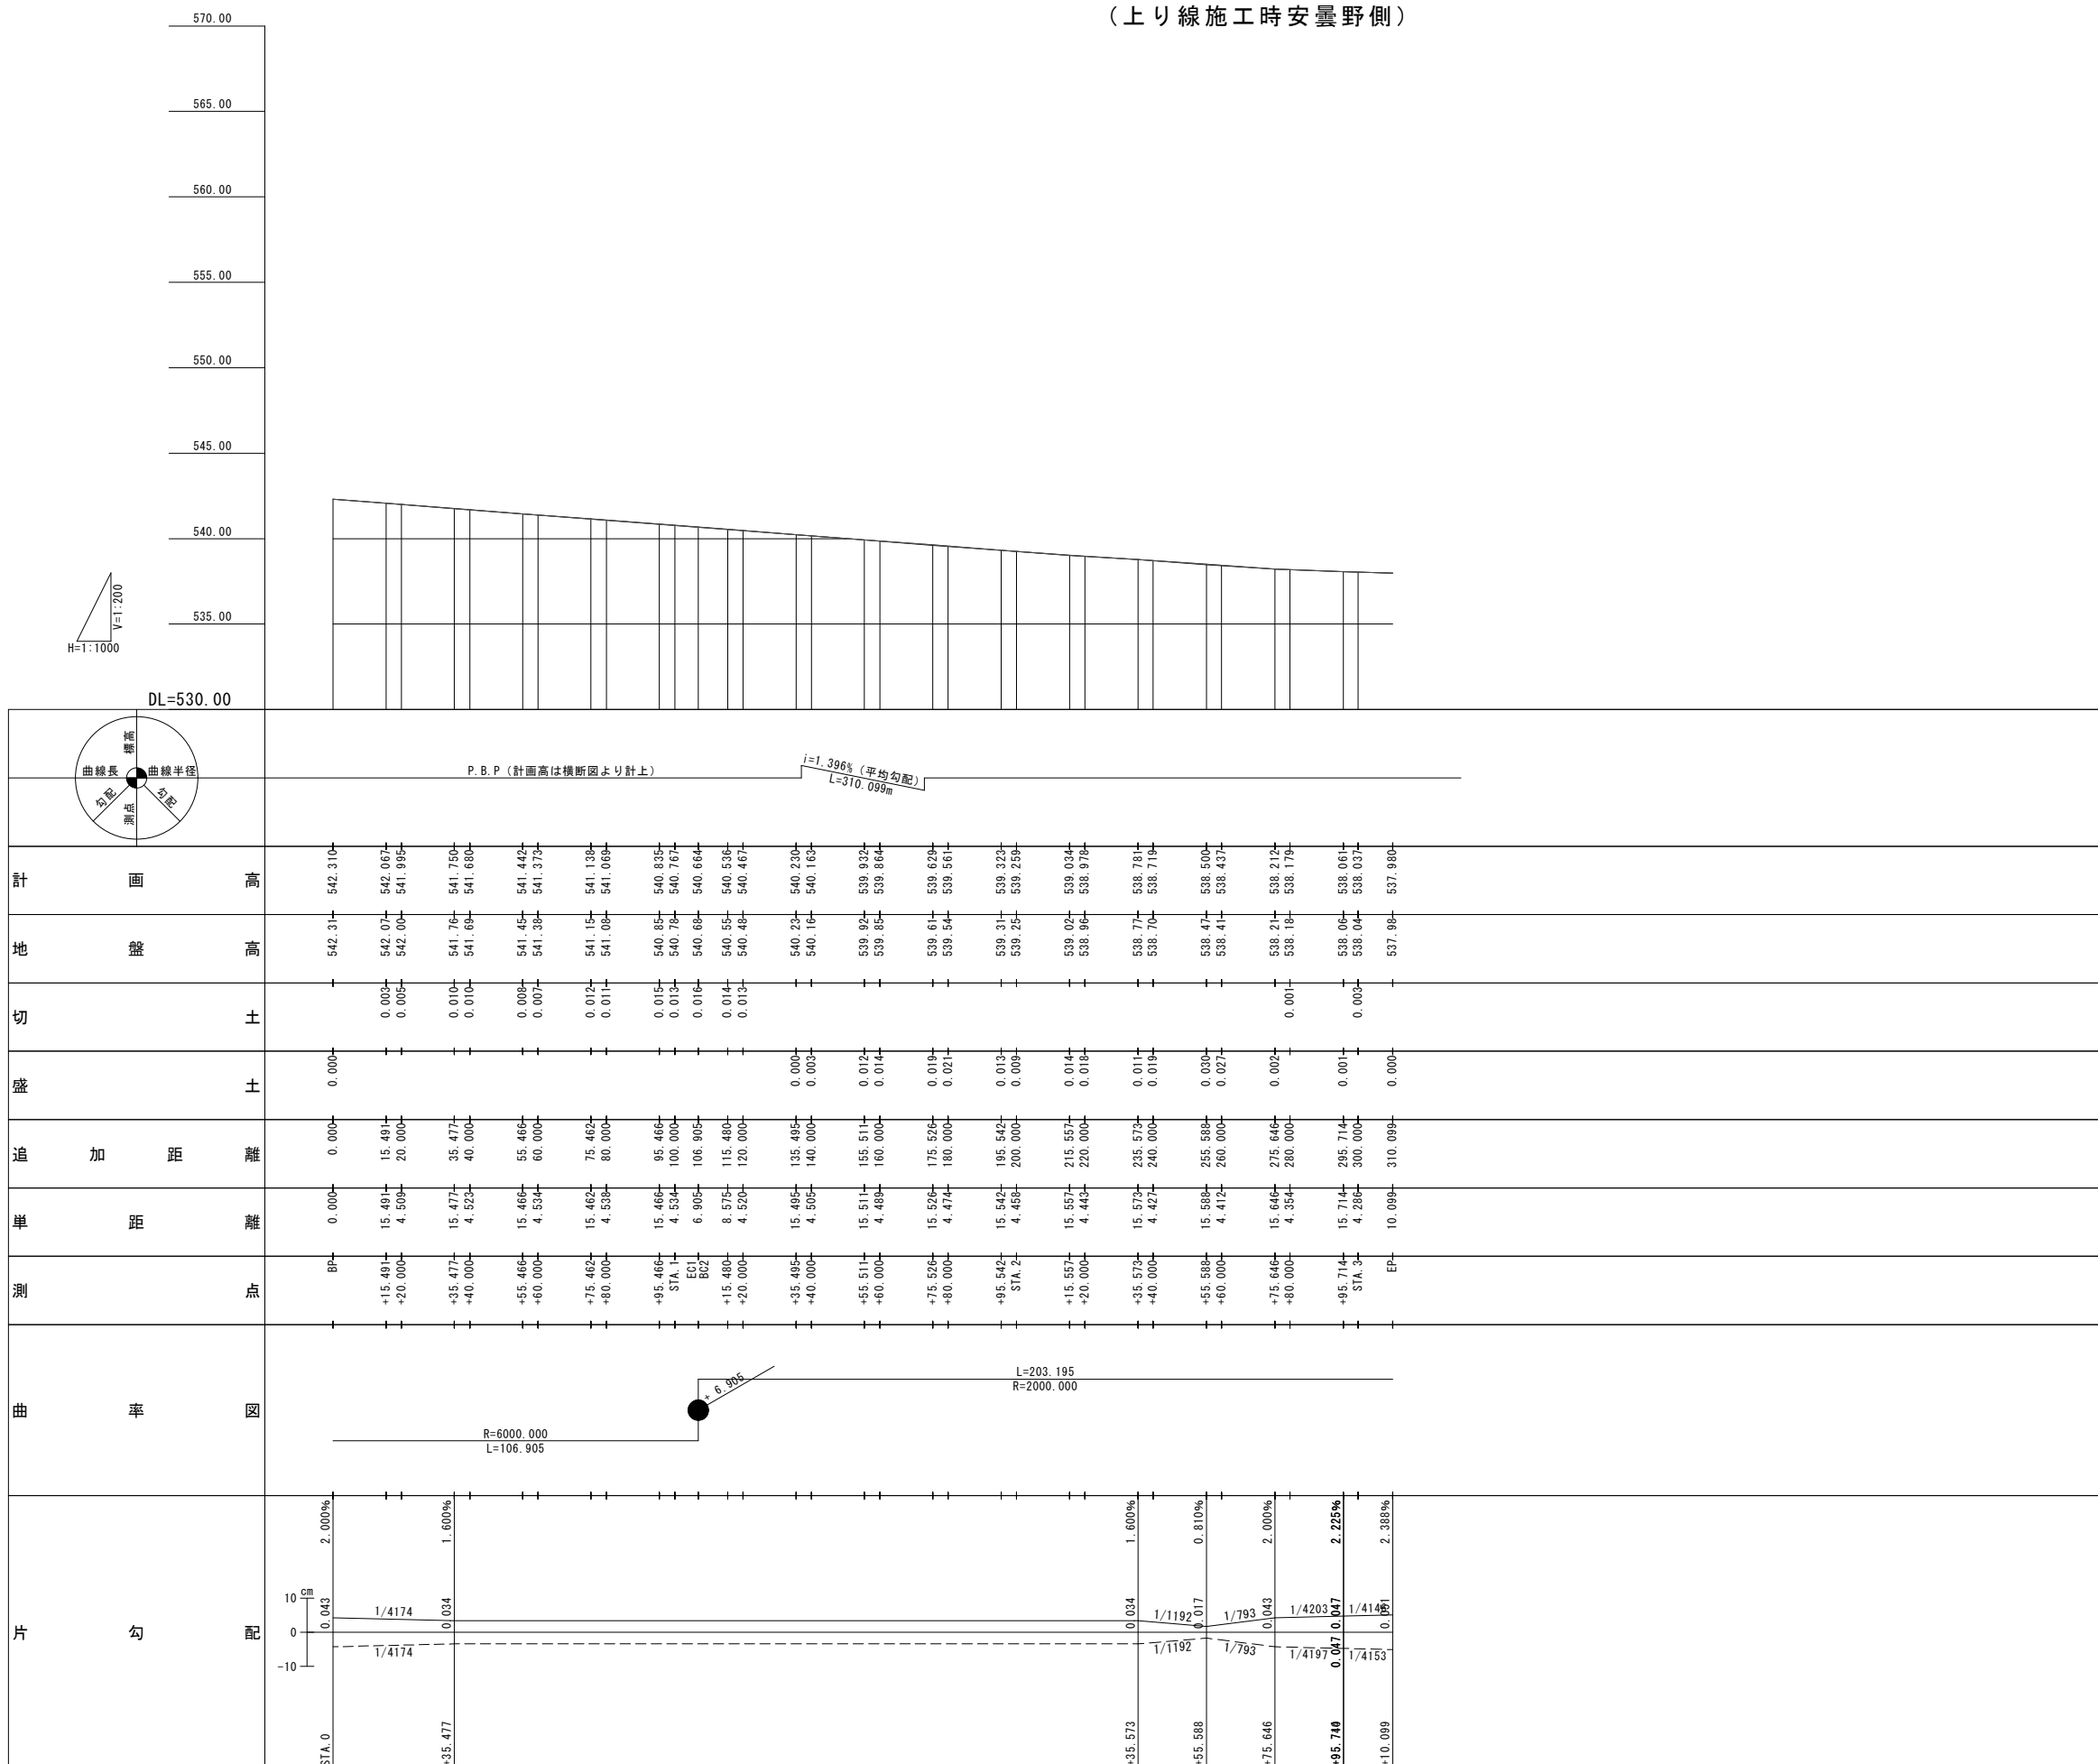 (上り線施工時安曇野側)
570.00
565.00
560.00
555.00
550.00
545.00
540.00
535.00
V=1:200
H=1:1000
DL=530.00
標高
曲線長 曲線半径
勾配 勾配
測点
P.B.P (計画高は横断図より計上)
i=1.396% (平均勾配)
L=310.099m
計画高 542.310 542.067 541.995 541.750 541.680 541.442 541.373 541.138 541.069 540.835 540.767 540.664 540.536 540.467 540.230 540.163 539.932 539.864 539.629 539.561 539.323 539.259 539.034 538.978 538.781 538.719 538.500 538.437 538.212 538.179 538.061 538.037 537.980
地盤高 542.31 542.07 542.00 541.76 541.69 541.45 541.38 541.15 541.08 540.85 540.78 540.68 540.55 540.48 540.23 540.16 539.92 539.85 539.61 539.54 539.31 539.25 539.02 538.96 538.77 538.70 538.47 538.41 538.21 538.18 538.06 538.04 537.98
切土 0.003 0.005 0.010 0.010 0.008 0.007 0.012 0.011 0.015 0.013 0.016 0.014 0.013 0.001 0.003
盛土 0.000 0.000 0.003 0.012 0.014 0.019 0.021 0.013 0.009 0.014 0.018 0.011 0.019 0.030 0.027 0.002 0.001 0.000
追加距離 0.000 15.491 20.000 35.477 40.000 55.466 60.000 75.462 80.000 95.466 100.000 106.905 115.480 120.000 135.495 140.000 155.511 160.000 175.526 180.000 195.542 200.000 215.557 220.000 235.573 240.000 255.588 260.000 275.646 280.000 295.714 300.000 310.099
単距離 0.000 15.491 4.509 15.477 4.523 15.466 4.534 15.462 4.538 15.466 4.534 6.905 8.575 4.520 15.495 4.505 15.511 4.489 15.526 4.474 15.542 4.458 15.557 4.443 15.573 4.427 15.588 4.412 15.646 4.354 15.714 4.286 10.099
測点 BP +15.491 +20.000 +35.477 +40.000 +55.466 +60.000 +75.462 +80.000 +95.466 STA.1 EC1 BC2 +15.480 +20.000 +35.495 +40.000 +55.511 +60.000 +75.526 +80.000 +95.542 STA.2 +15.557 +20.000 +35.573 +40.000 +55.588 +60.000 +75.646 +80.000 +95.714 STA.3 EP
曲率図
+ 6.905
L=203.195
R=2000.000
R=6000.000
L=106.905
片勾配
2.000% 1.600% 1.600% 0.810% 2.000% 2.225% 2.388%
cm
10
0
-10
0.043 1/4174 0.034 0.034 1/1192 0.017 1/793 0.043 1/4203 0.047
1/4174 1/1192 1/793 1/4197 0.047 1/4153
STA.0 +35.477 +35.573 +55.588 +75.646 +10.099